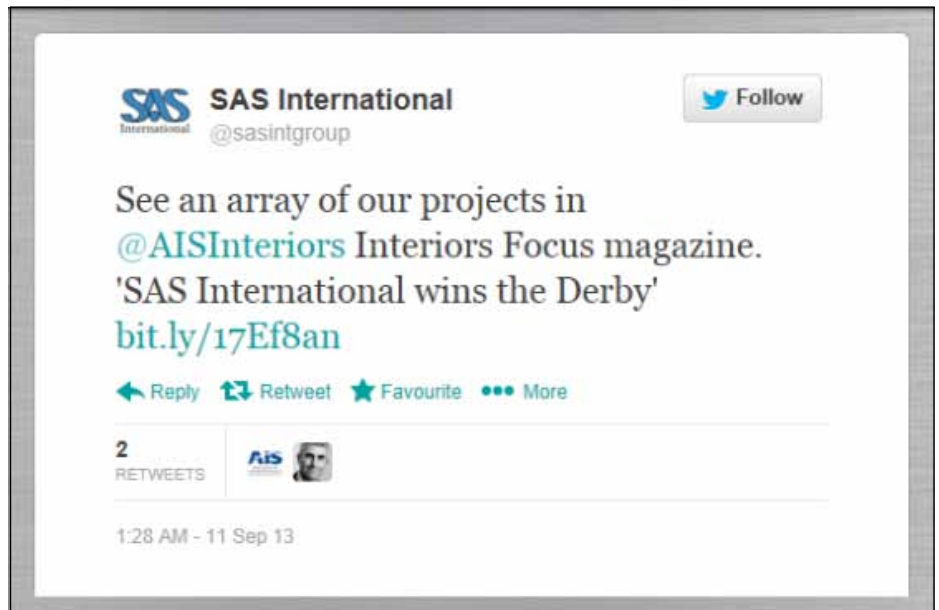 SAS International
SAS International
Follow
@sasintgroup
See an array of our projects in
@AISInteriors Interiors Focus magazine.
'SAS International wins the Derby'
bit.ly/17Ef8an
Reply Retweet Favourite More
2
RETWEETS
AIS
1:28 AM - 11 Sep 13